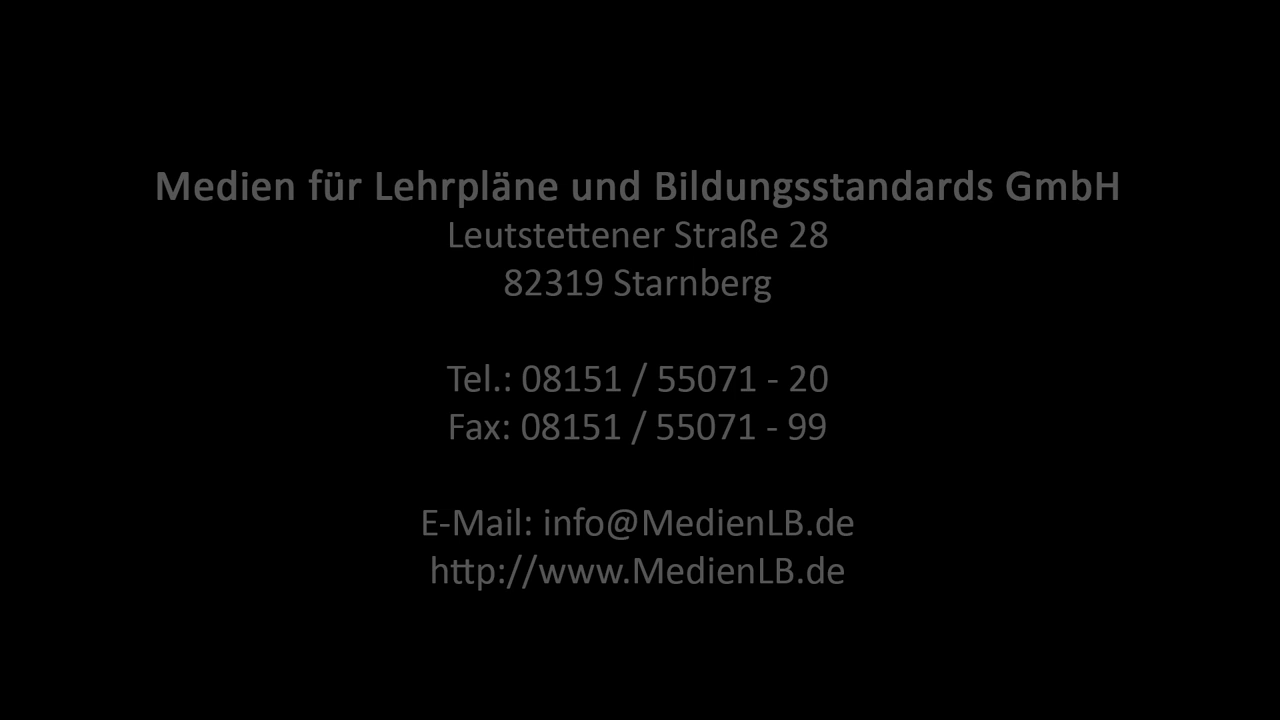 Medien für Lehrpläne und Bildungsstandards GmbH
Leutstettener Straße 28
82319 Starnberg
Tel.: 08151 / 55071 - 20
Fax: 08151 / 55071 - 99
E-Mail: info@MedienLB.de
http://www.MedienLB.de